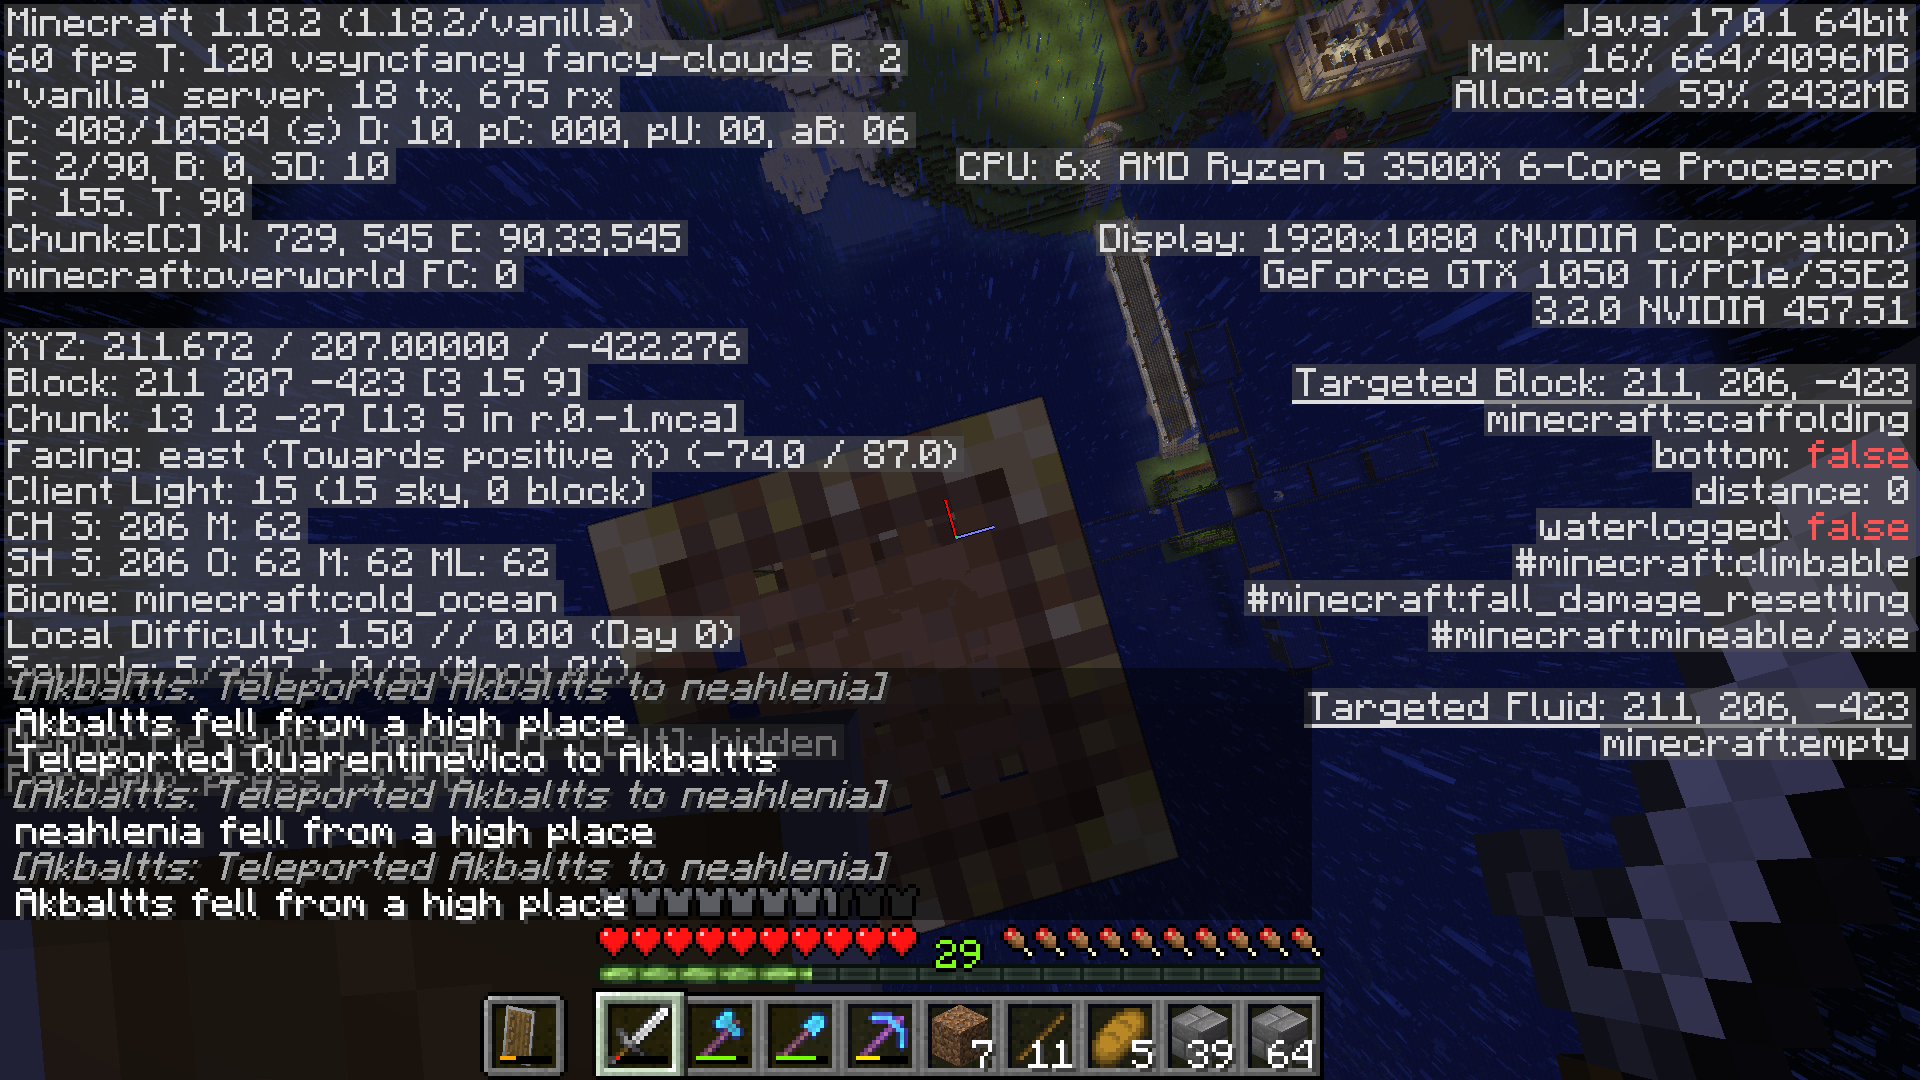 Minecraft 1.18.2 (1.18.2/vanilla)
60 fps T: 120 vsyncfancy fancy-clouds B: 2
"vanilla" server, 18 tx, 675 rx
C: 408/10584 (s) D: 10, pC: 000, pU: 00, aB: 06
E: 2/90, B: 0, SD: 10
P: 155. T: 90
Chunks[C] W: 729, 545 E: 90,33,545
minecraft:overworld FC: 0
XYZ: 211.672 / 207.00000 / -422.276
Block: 211 207 -423 [3 15 9]
Chunk: 13 12 -27 [13 5 in r.0.-1.mca]
Facing: east (Towards positive X) (-74.0 / 87.0)
Client Light: 15 (15 sky, 0 block)
CH S: 206 M: 62
SH S: 206 O: 62 M: 62 ML: 62
Biome: minecraft:cold_ocean
Local Difficulty: 1.50 // 0.00 (Day 0)
Sounds: 5/247 + 0/8 (Mood 0%)
[Akbaltts: Teleported Akbaltts to neahlenia]
Akbaltts fell from a high place
hidden
Teleported QuarentineVico to Akbaltts
[Akbaltts: Teleported Akbaltts to neahlenia]
neahlenia fell from a high place
[Akbaltts: Teleported Akbaltts to neahlenia]
Akbaltts fell from a high place
Java: 17.0.1 64bit
Mem: 16% 664/4096MB
Allocated: 59% 2432MB
CPU: 6x AMD Ryzen 5 3500X 6-Core Processor
Display: 1920x1080 (NVIDIA Corporation)
GeForce GTX 1050 Ti/PCIe/SSE2
3.2.0 NVIDIA 457.51
Targeted Block: 211, 206, -423
minecraft:scaffolding
bottom: false
distance: 0
waterlogged: false
#minecraft:climbable
#minecraft:fall_damage_resetting
#minecraft:mineable/axe
Targeted Fluid: 211, 206, -423
minecraft:empty
29
7 11 5 39 64